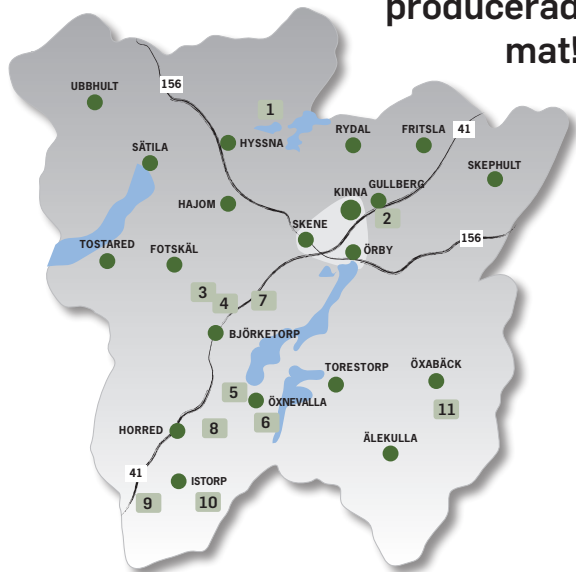 producerad
mat!
UBBHULT
156
1
HYSSNA
RYDAL
FRITSLA
41
SÄTILA
SKEPHULT
KINNA
GULLBERG
HAJOM
2
SKENE
156
TOSTARED
FOTSKÄL
ÖRBY
3
4
7
BJÖRKETORP
TORESTORP
ÖXABÄCK
5
ÖXNEVALLA
11
6
HORRED
8
ÄLEKULLA
41
ISTORP
9
10